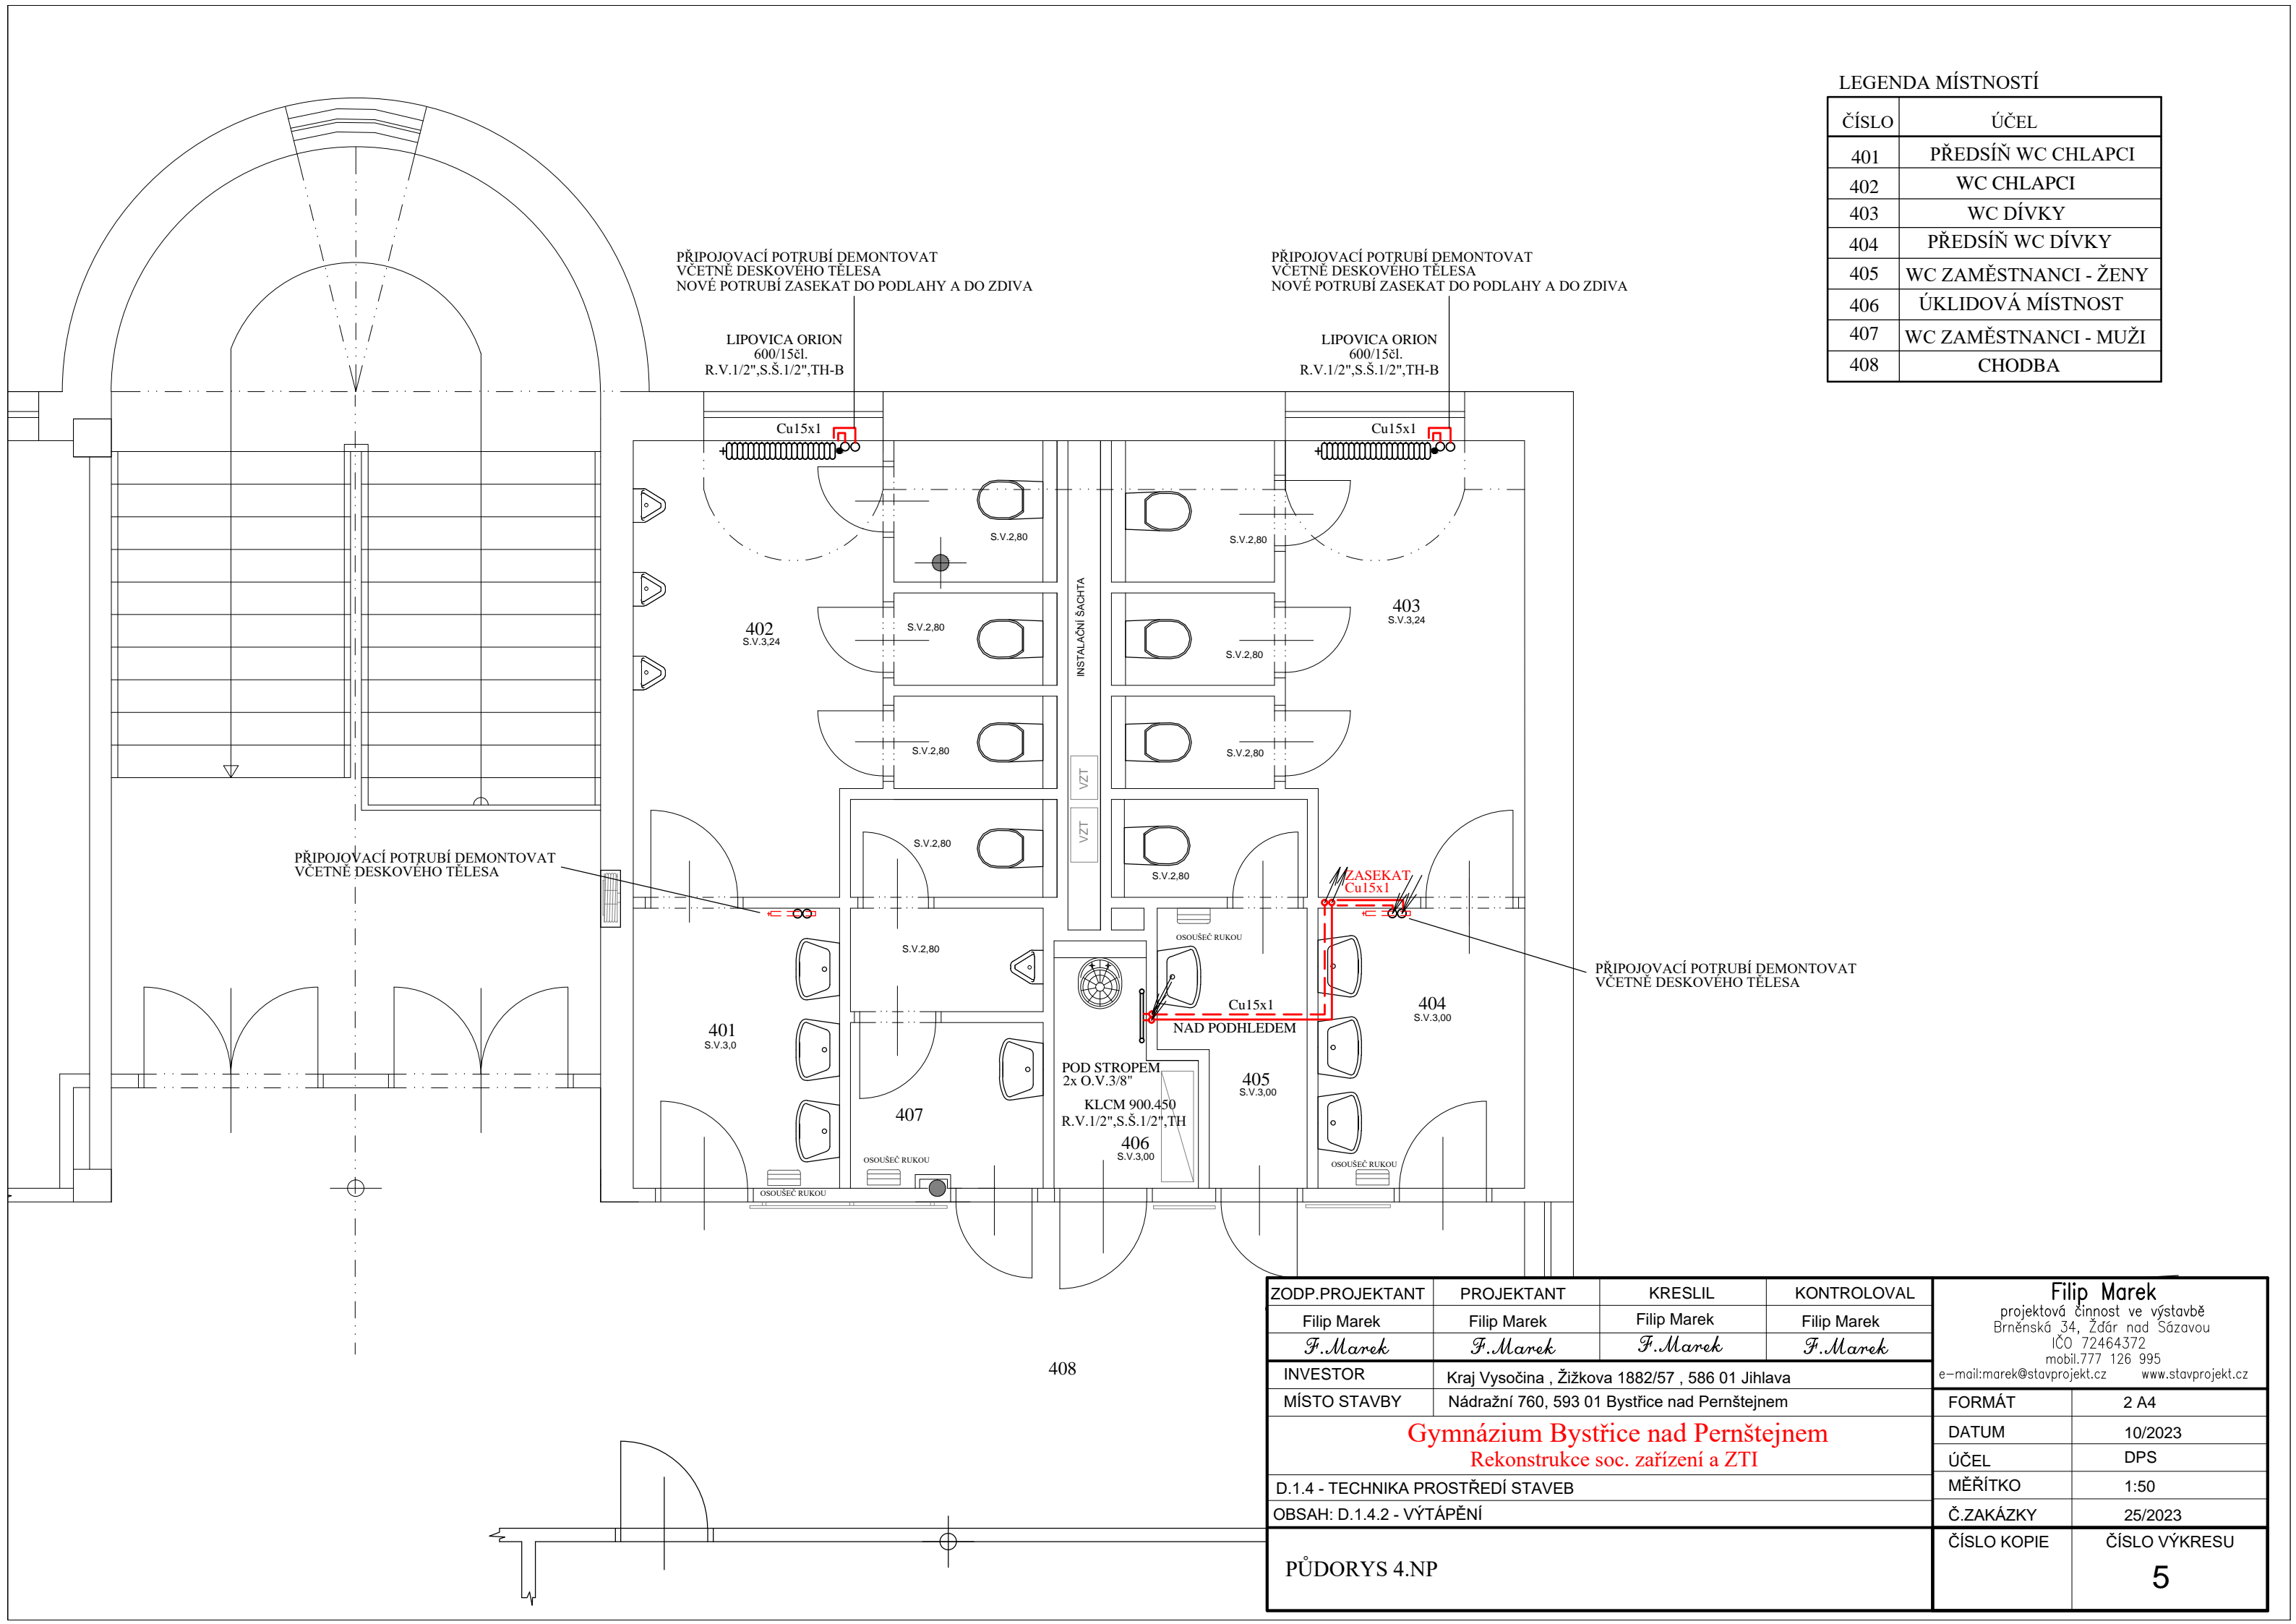 LEGENDA MÍSTNOSTÍ
ČÍSLO ÚČEL
401 PŘEDSÍŇ WC CHLAPCI
402 WC CHLAPCI
403 WC DÍVKY
404 PŘEDSÍŇ WC DÍVKY
405 WC ZAMĚSTNANCI - ŽENY
406 ÚKLIDOVÁ MÍSTNOST
407 WC ZAMĚSTNANCI - MUŽI
408 CHODBA
PŘIPOJOVACÍ POTRUBÍ DEMONTOVAT
VČETNĚ DESKOVÉHO TĚLESA
NOVÉ POTRUBÍ ZASEKAT DO PODLAHY A DO ZDIVA
LIPOVICA ORION
600/15čl.
R.V.1/2",S.Š.1/2",TH-B
Cu15x1
PŘIPOJOVACÍ POTRUBÍ DEMONTOVAT
VČETNĚ DESKOVÉHO TĚLESA
NOVÉ POTRUBÍ ZASEKAT DO PODLAHY A DO ZDIVA
LIPOVICA ORION
600/15čl.
R.V.1/2",S.Š.1/2",TH-B
Cu15x1
S.V.2,80
S.V.2,80
INSTALAČNÍ ŠACHTA
402
S.V.3,24
S.V.2,80
S.V.2,80
403
S.V.3,24
S.V.2,80
S.V.2,80
VZT
VZT
S.V.2,80
S.V.2,80
PŘIPOJOVACÍ POTRUBÍ DEMONTOVAT
VČETNĚ DESKOVÉHO TĚLESA
ZASEKAT
Cu15x1
OSOUŠEČ RUKOU
S.V.2,80
PŘIPOJOVACÍ POTRUBÍ DEMONTOVAT
VČETNĚ DESKOVÉHO TĚLESA
Cu15x1
NAD PODHLEDEM
401
S.V.3,0
404
S.V.3,00
POD STROPEM
2x O.V.3/8"
KLCM 900.450
R.V.1/2",S.Š.1/2",TH
405
S.V.3,00
407
406
S.V.3,00
OSOUŠEČ RUKOU
OSOUŠEČ RUKOU
OSOUŠEČ RUKOU
408
ZODP.PROJEKTANT PROJEKTANT KRESLIL KONTROLOVAL
Filip Marek Filip Marek Filip Marek Filip Marek
F.Marek F.Marek F.Marek F.Marek
INVESTOR Kraj Vysočina , Žižkova 1882/57 , 586 01 Jihlava
MÍSTO STAVBY Nádražní 760, 593 01 Bystřice nad Pernštejnem
Gymnázium Bystřice nad Pernštejnem
Rekonstrukce soc. zařízení a ZTI
D.1.4 - TECHNIKA PROSTŘEDÍ STAVEB
OBSAH: D.1.4.2 - VÝTÁPĚNÍ
PŮDORYS 4.NP
Filip Marek
projektová činnost ve výstavbě
Brněnská 34, Žďár nad Sázavou
IČO 72464372
mobil.777 126 995
e-mail:marek@stavprojekt.cz www.stavprojekt.cz
FORMÁT 2 A4
DATUM 10/2023
ÚČEL DPS
MĚŘÍTKO 1:50
Č.ZAKÁZKY 25/2023
ČÍSLO KOPIE ČÍSLO VÝKRESU
5